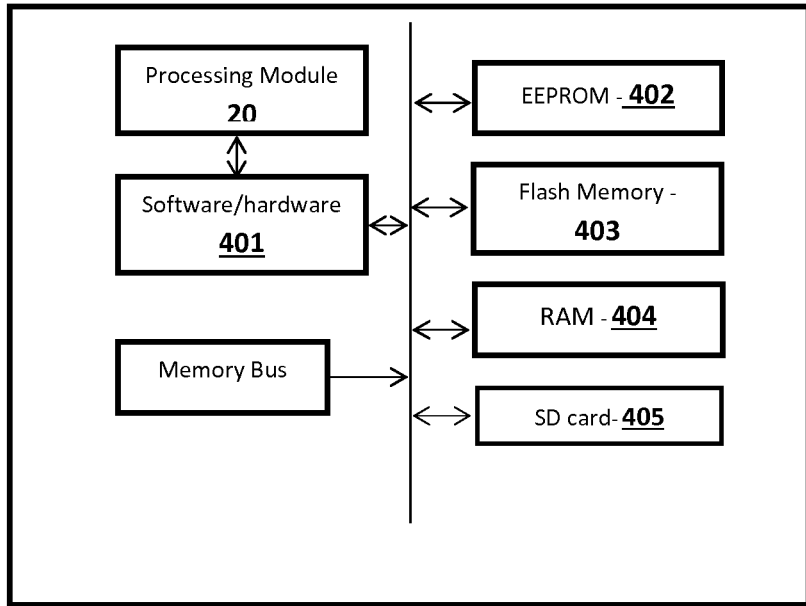 Processing Module
20
Software/hardware
401
Memory Bus
EEPROM - 402
Flash Memory -
403
RAM - 404
SD card- 405